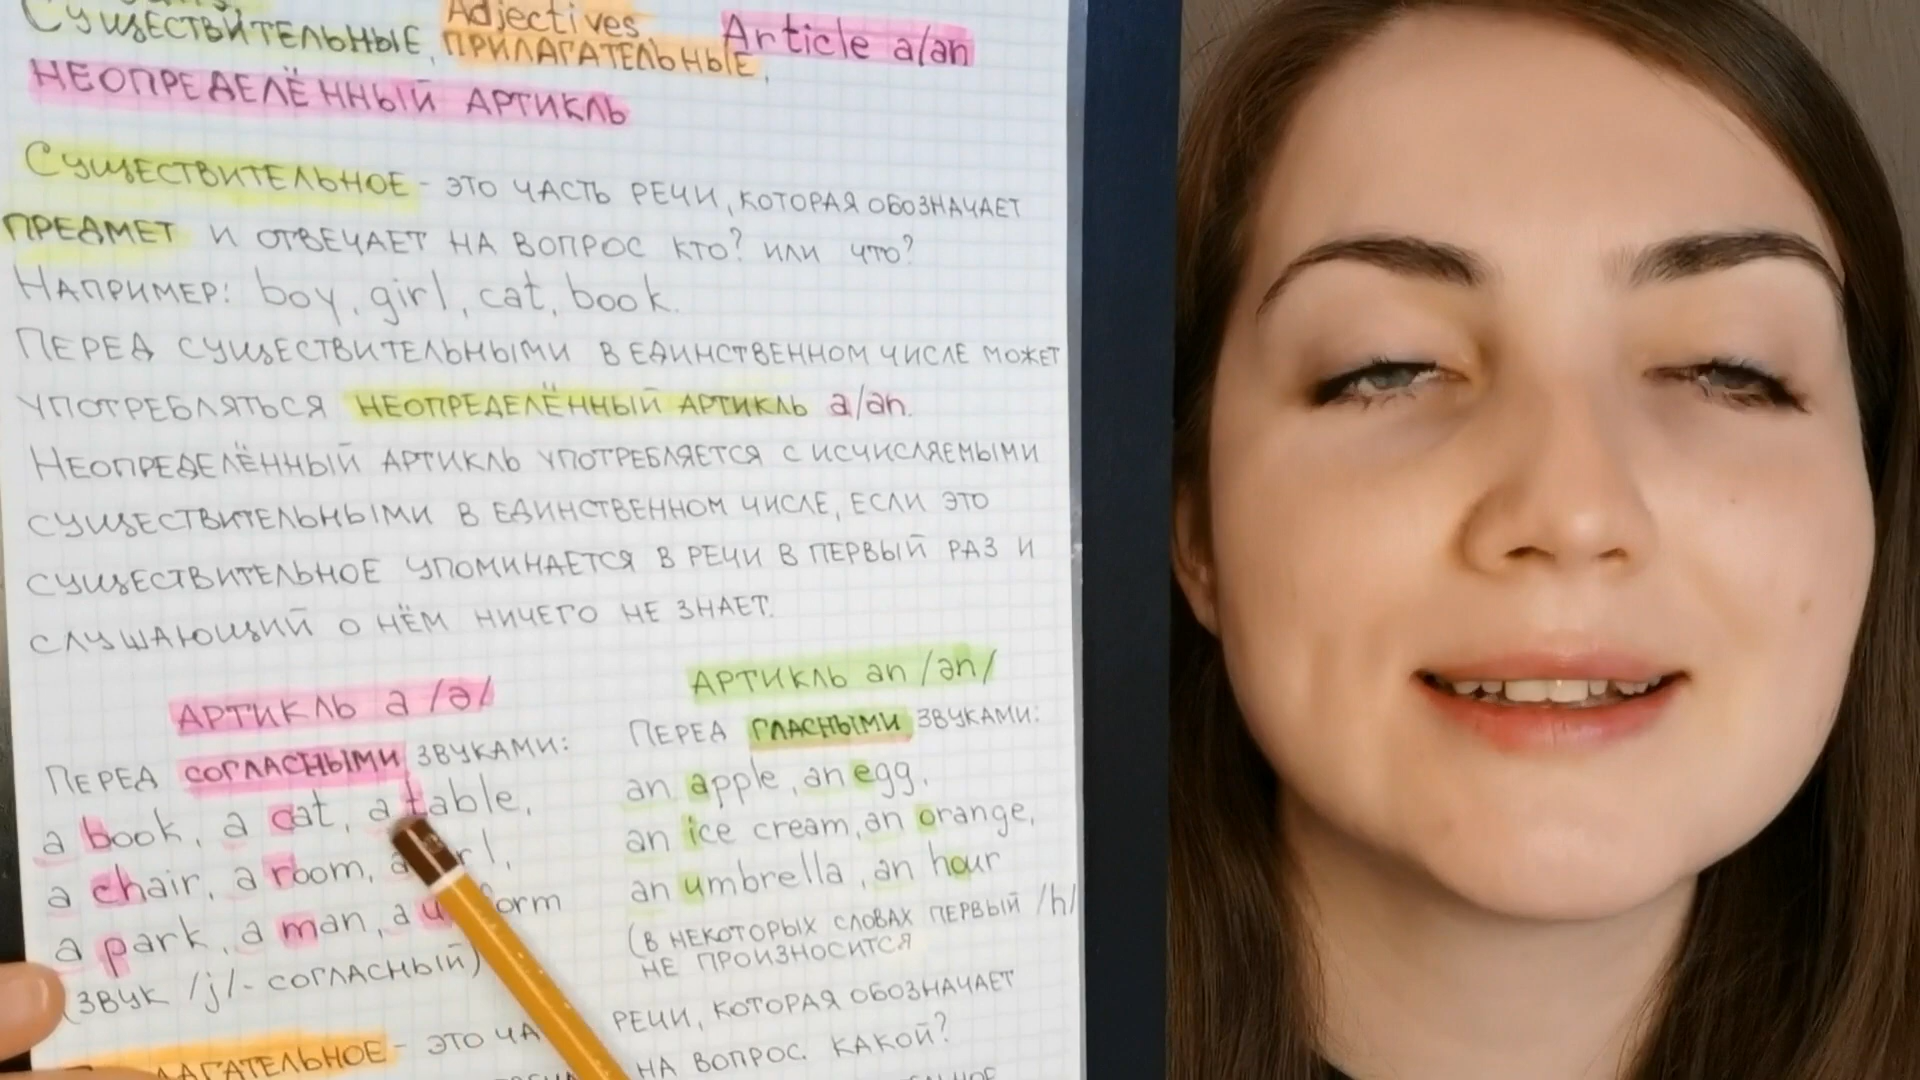 СУЩЕСТВИТЕЛЬНЫЕ, Adjectives ПРИЛАГАТЕЛЬНЫЕ, Article a/an
НЕОПРЕДЕЛЁННЫЙ АРТИКЛЬ
СУЩЕСТВИТЕЛЬНОЕ - ЭТО ЧАСТЬ РЕЧИ, КОТОРАЯ ОБОЗНАЧАЕТ
ПРЕДМЕТ И ОТВЕЧАЕТ НА ВОПРОС КТО? ИЛИ ЧТО?
НАПРИМЕР: boy, girl, cat, book.
ПЕРЕД СУЩЕСТВИТЕЛЬНЫМИ В ЕДИНСТВЕННОМ ЧИСЛЕ МОЖЕТ
УПОТРЕБЛЯТЬСЯ НЕОПРЕДЕЛЁННЫЙ АРТИКЛЬ a/an.
НЕОПРЕДЕЛЁННЫЙ АРТИКЛЬ УПОТРЕБЛЯЕТСЯ С ИСЧИСЛЯЕМЫМИ
СУЩЕСТВИТЕЛЬНЫМИ В ЕДИНСТВЕННОМ ЧИСЛЕ, ЕСЛИ ЭТО
СУЩЕСТВИТЕЛЬНОЕ УПОМИНАЕТСЯ В РЕЧИ В ПЕРВЫЙ РАЗ И
СЛУШАЮЩИЙ О НЁМ НИЧЕГО НЕ ЗНАЕТ.
АРТИКЛЬ a /ə/
ПЕРЕД СОГЛАСНЫМИ ЗВУКАМИ:
a book, a cat, a table,
a chair, a room, a
a park, a man, a
(ЗВУК /j/- СОГЛАСНЫЙ)
АРТИКЛЬ an /ən/
ПЕРЕД ГЛАСНЫМИ ЗВУКАМИ:
an apple, an egg,
an ice cream, an orange,
an umbrella, an hour
(В НЕКОТОРЫХ СЛОВАХ ПЕРВЫЙ /h/
НЕ ПРОИЗНОСИТСЯ
- ЭТО РЕЧИ, КОТОРАЯ ОБОЗНАЧАЕТ
НА ВОПРОС. КАКОЙ?